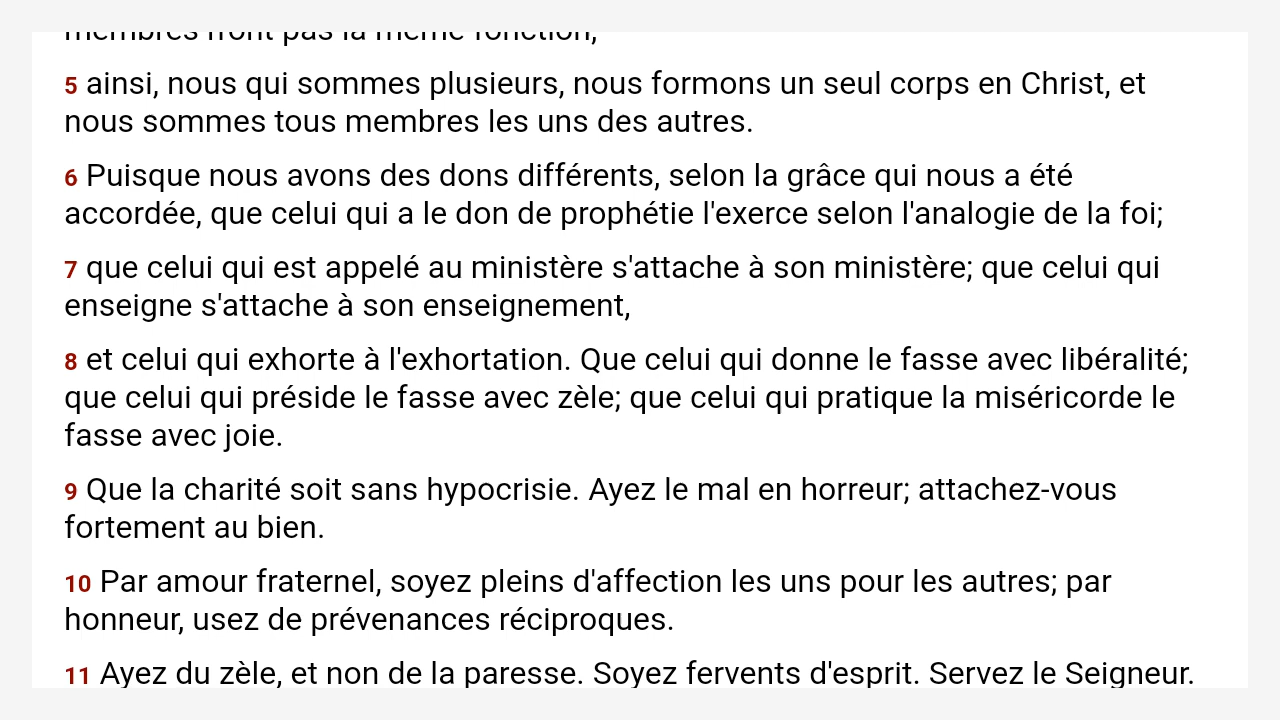 membres n'ont pas la même fonction,
5 ainsi, nous qui sommes plusieurs, nous formons un seul corps en Christ, et
nous sommes tous membres les uns des autres.
6 Puisque nous avons des dons différents, selon la grâce qui nous a été
accordée, que celui qui a le don de prophétie l'exerce selon l'analogie de la foi;
7 que celui qui est appelé au ministère s'attache à son ministère; que celui qui
enseigne s'attache à son enseignement,
8 et celui qui exhorte à l'exhortation. Que celui qui donne le fasse avec libéralité;
que celui qui préside le fasse avec zèle; que celui qui pratique la miséricorde le
fasse avec joie.
9 Que la charité soit sans hypocrisie. Ayez le mal en horreur; attachez-vous
fortement au bien.
10 Par amour fraternel, soyez pleins d'affection les uns pour les autres; par
honneur, usez de prévenances réciproques.
11 Ayez du zèle, et non de la paresse. Soyez fervents d'esprit. Servez le Seigneur.